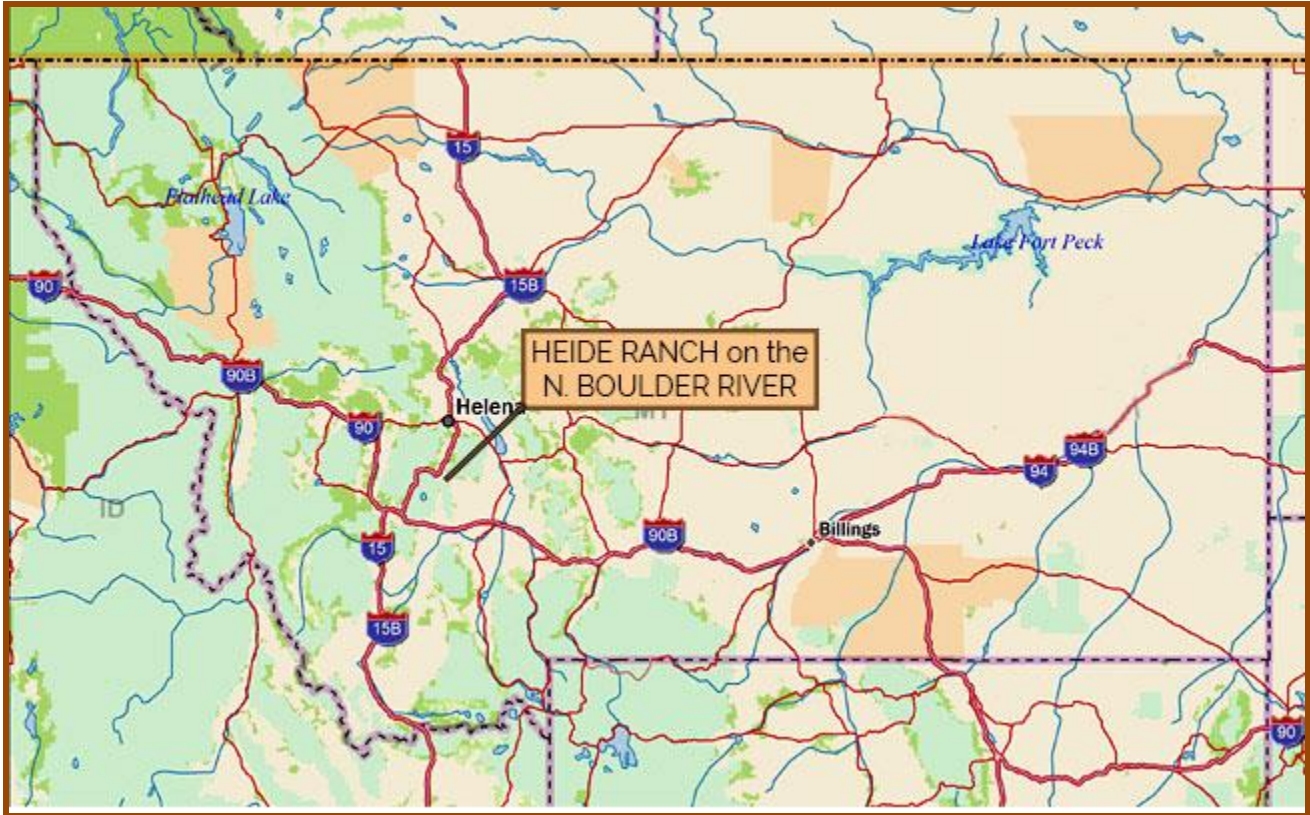 15
Flathead Lake
Lake Fort Peck
90
15B
HEIDE RANCH on the
N. BOULDER RIVER
90B
Helena
MT
90
94B
94
ID
Billings
90B
15
15B
90